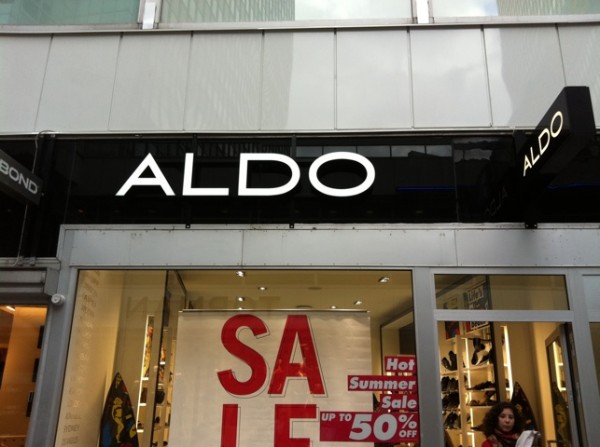 ALDO
ALDO
BOND
SA
LE
Hot
Summer
Sale
UP TO 50% OFF